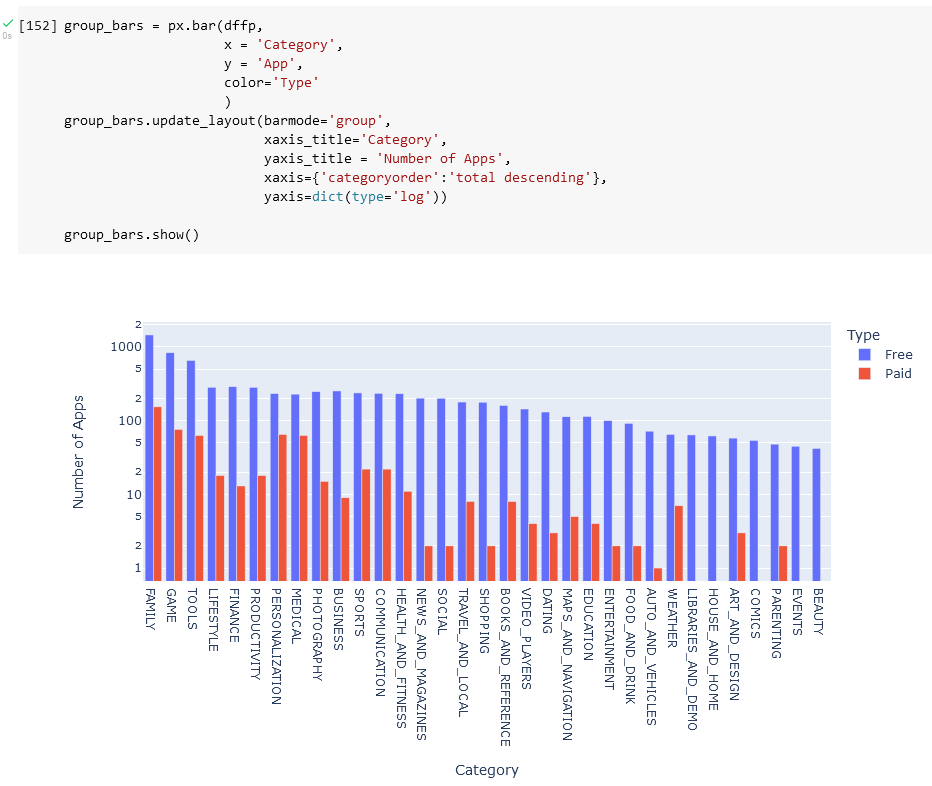 [152] group_bars = px.bar(dffp,
x = 'Category',
y = 'App',
color='Type'
)
group_bars.update_layout(barmode='group',
xaxis_title='Category',
yaxis_title = 'Number of Apps',
xaxis={'categoryorder':'total descending'},
yaxis=dict(type='log'))
group_bars.show()
0s
Type
Free
Paid
Number of Apps
2
1000
5
2
100
5
2
10
5
2
1
FAMILY
GAME
TOOLS
LIFESTYLE
FINANCE
PRODUCTIVITY
PERSONALIZATION
MEDICAL
PHOTOGRAPHY
BUSINESS
SPORTS
COMMUNICATION
HEALTH_AND_FITNESS
NEWS_AND_MAGAZINES
SOCIAL
TRAVEL_AND_LOCAL
SHOPPING
BOOKS_AND_REFERENCE
VIDEO_PLAYERS
DATING
MAPS_AND_NAVIGATION
EDUCATION
ENTERTAINMENT
FOOD_AND_DRINK
AUTO_AND_VEHICLES
WEATHER
LIBRARIES_AND_DEMO
HOUSE_AND_HOME
ART_AND_DESIGN
COMICS
PARENTING
EVENTS
BEAUTY
Category